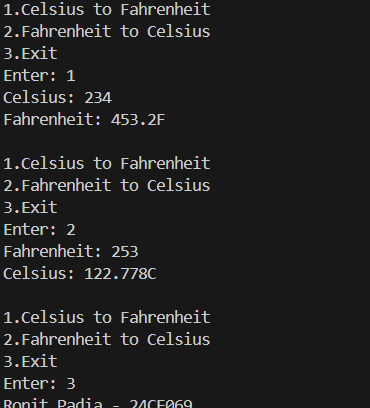 1.Celsius to Fahrenheit
2.Fahrenheit to Celsius
3.Exit
Enter: 1
Celsius: 234
Fahrenheit: 453.2F
1.Celsius to Fahrenheit
2.Fahrenheit to Celsius
3.Exit
Enter: 2
Fahrenheit: 253
Celsius: 122.778C
1.Celsius to Fahrenheit
2.Fahrenheit to Celsius
3.Exit
Enter: 3
Ronit Padia - 24CE069